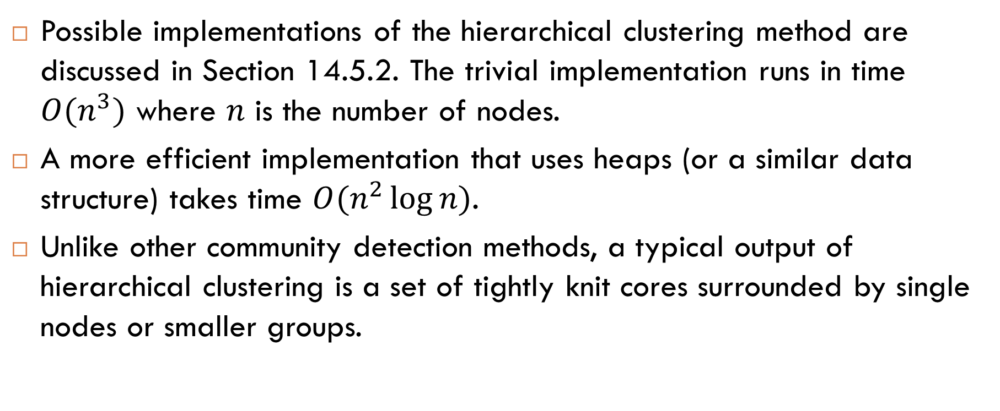 □ Possible implementations of the hierarchical clustering method are
discussed in Section 14.5.2. The trivial implementation runs in time
𝑂(𝑛³) where 𝑛 is the number of nodes.
□ A more efficient implementation that uses heaps (or a similar data
structure) takes time 𝑂(𝑛² log 𝑛).
□ Unlike other community detection methods, a typical output of
hierarchical clustering is a set of tightly knit cores surrounded by single
nodes or smaller groups.